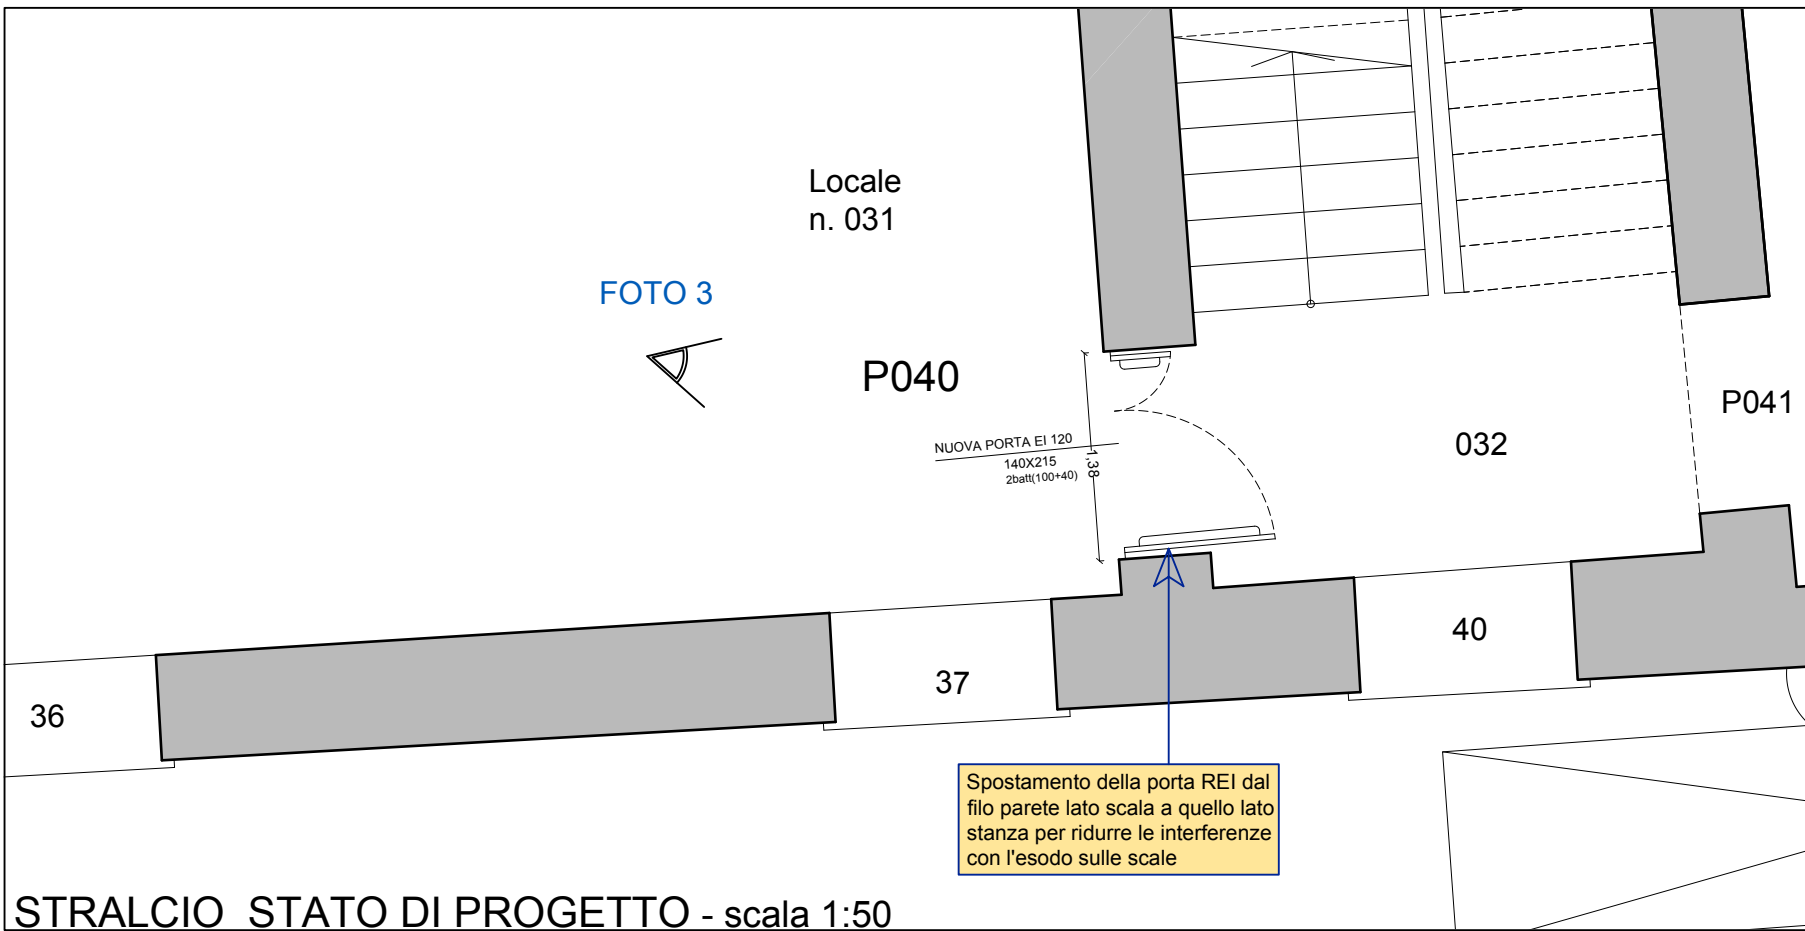 Locale
n. 031
FOTO 3
P040
P041
NUOVA PORTA EI 120
140X215
2batt(100+40)
1,38
032
40
37
36
Spostamento della porta REI dal
filo parete lato scala a quello lato
stanza per ridurre le interferenze
con l'esodo sulle scale
STRALCIO STATO DI PROGETTO - scala 1:50